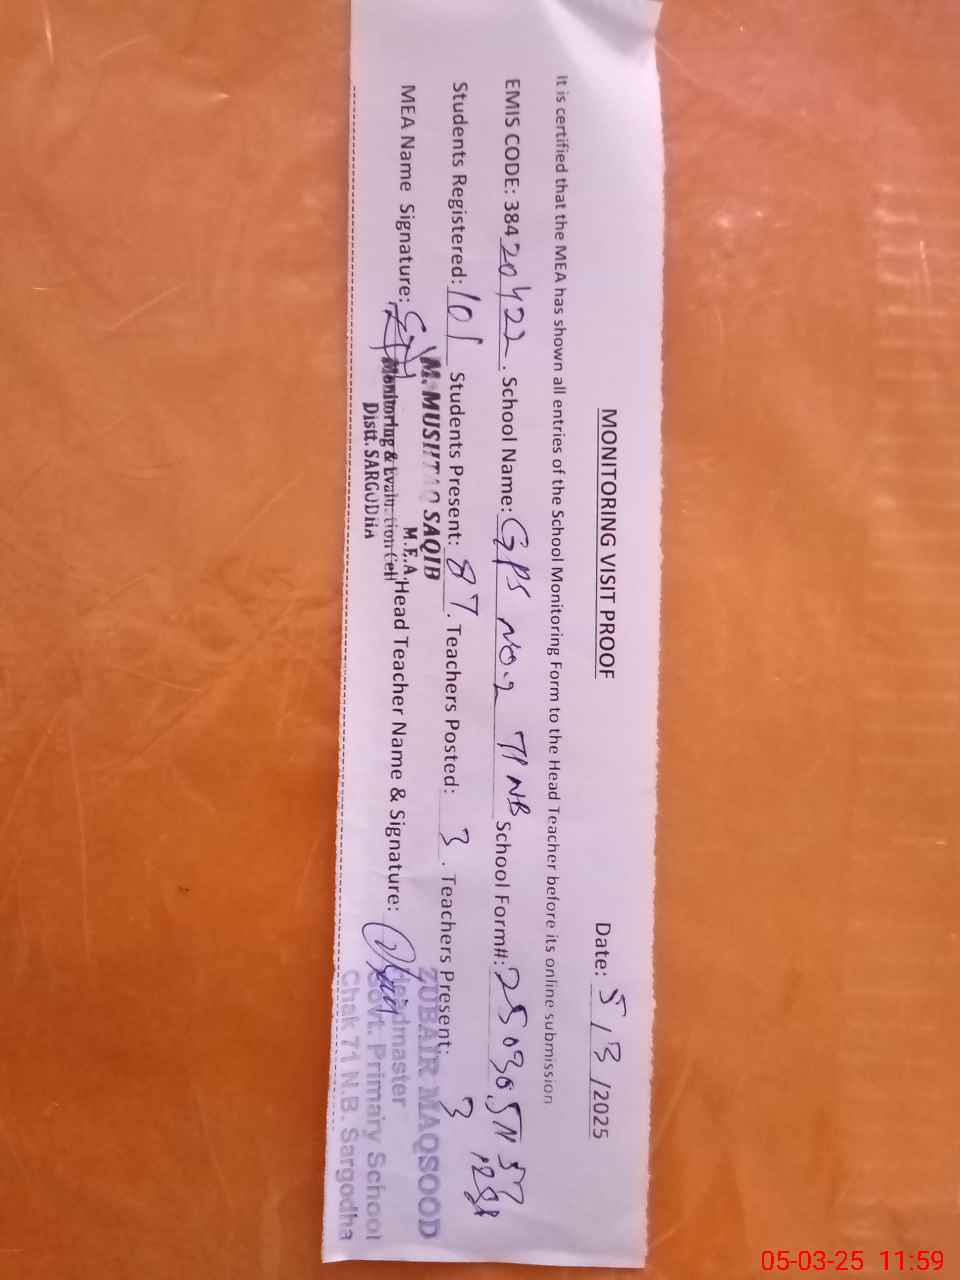 MONITORING VISIT PROOF Date: 5/3/2025
It is certified that the MEA has shown all entries of the School Monitoring Form to the Head Teacher before its online submission
EMIS CODE: 38420422. School Name: GPS No.2 71 NB School Form#: 250305
Students Registered: 101 Students Present: 87. Teachers Posted: 3. Teachers Present: 3
MEA Name Signature: Head Teacher Name & Signature:
M. MUSHTAQ SAQIB
M.E.A
Monitoring & Evaluation Cell
Distt. SARGODHA
ZUBAIR MAQSOOD
Headmaster
Govt. Primary School
Chak 71 N.B. Sargodha
05-03-25 11:59